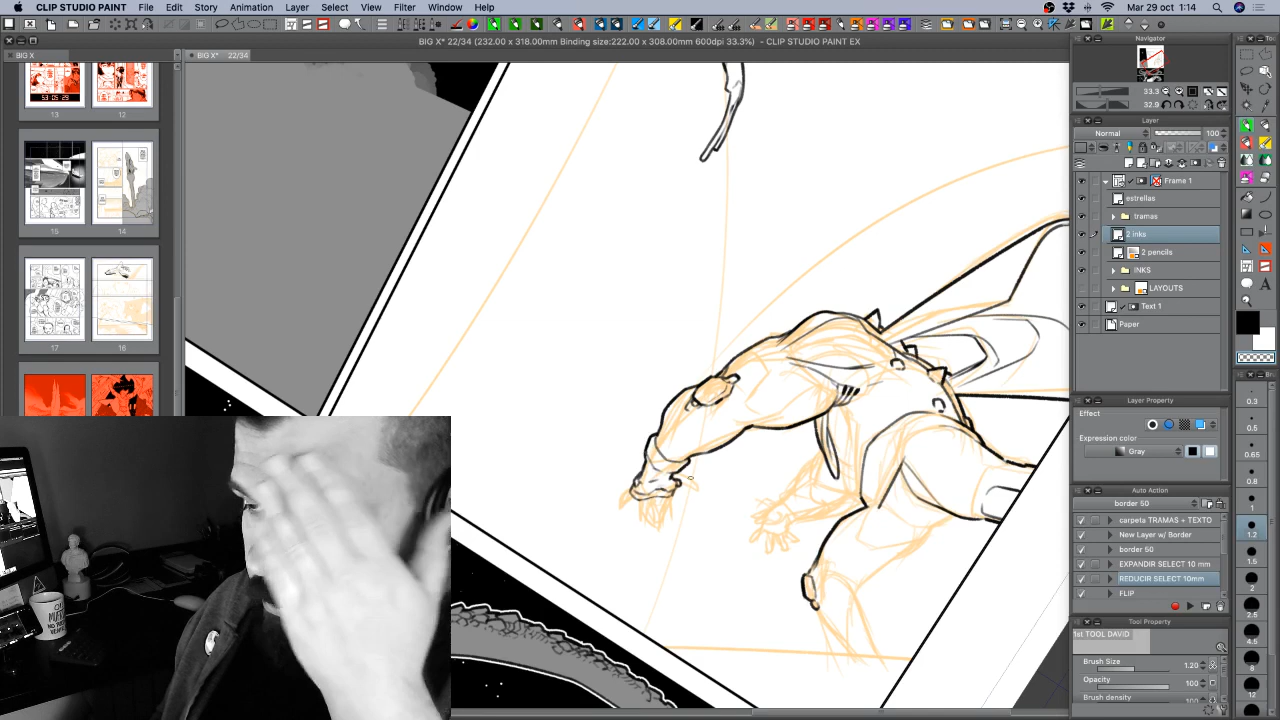 CLIP STUDIO PAINT File Edit Story Animation Layer Select View Filter Window Help Mar 29 oct 1:14
BIG X* 22/34 (232.00 x 318.00mm Binding size:222.00 x 308.00mm 600dpi 33.3%) - CLIP STUDIO PAINT EX
BIG X
BIG X* 22/34
Navigator
33.3
32.9
13 12
15 14
17 16
Layer
Normal 100
Frame 1
estrellas
tramas
2 inks
2 pencils
INKS
LAYOUTS
Text 1
Paper
Layer Property
Effect
Expression color
Gray
Auto Action
border 50
carpeta TRAMAS + TEXTO
New Layer w/ Border
border 50
EXPANDIR SELECT 10 mm
REDUCIR SELECT 10mm
FLIP
Tool Property
1st TOOL DAVID
Brush Size 1.20
Opacity 100
Brush density 100
To
Br
0.3
0.5
0.65
0.8
1
1.2
1.5
2
2.5
4.5
8
12